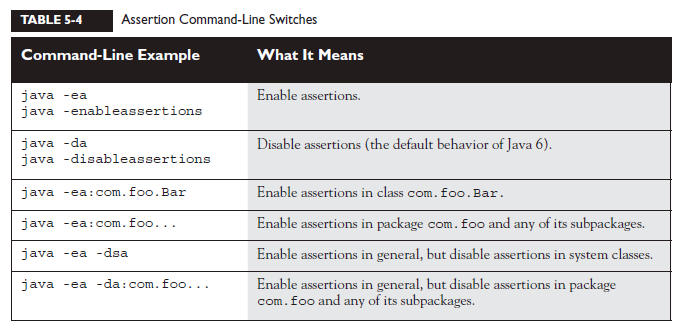 TABLE 5-4 Assertion Command-Line Switches
Command-Line Example What It Means
java -ea Enable assertions.
java -enableassertions
java -da Disable assertions (the default behavior of Java 6).
java -disableassertions
java -ea:com.foo.Bar Enable assertions in class com.foo.Bar.
java -ea:com.foo... Enable assertions in package com.foo and any of its subpackages.
java -ea -dsa Enable assertions in general, but disable assertions in system classes.
java -ea -da:com.foo... Enable assertions in general, but disable assertions in package
com.foo and any of its subpackages.